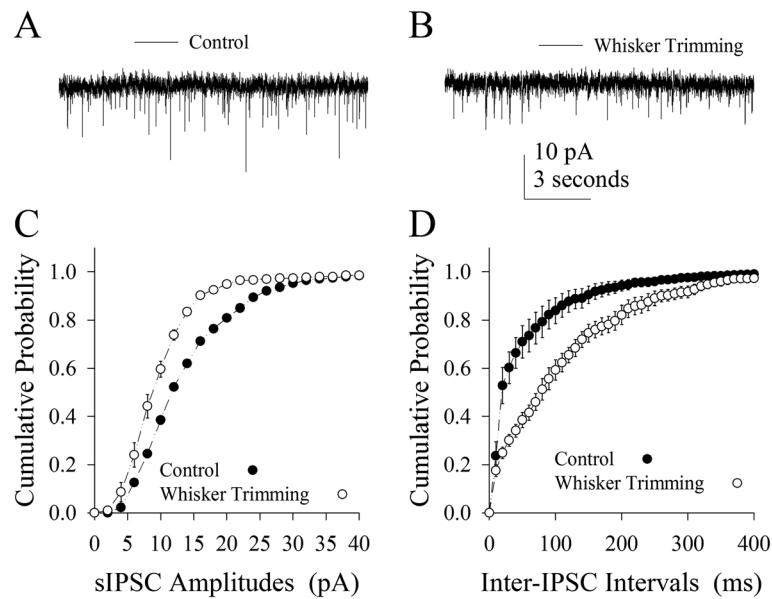 A
Control
B
Whisker Trimming
10 pA
3 seconds
C
Cumulative Probability
1.0
0.8
0.6
0.4
0.2
0.0
Control
Whisker Trimming
0 5 10 15 20 25 30 35 40
sIPSC Amplitudes (pA)
D
Cumulative Probability
1.0
0.8
0.6
0.4
0.2
0.0
Control
Whisker Trimming
0 100 200 300 400
Inter-IPSC Intervals (ms)